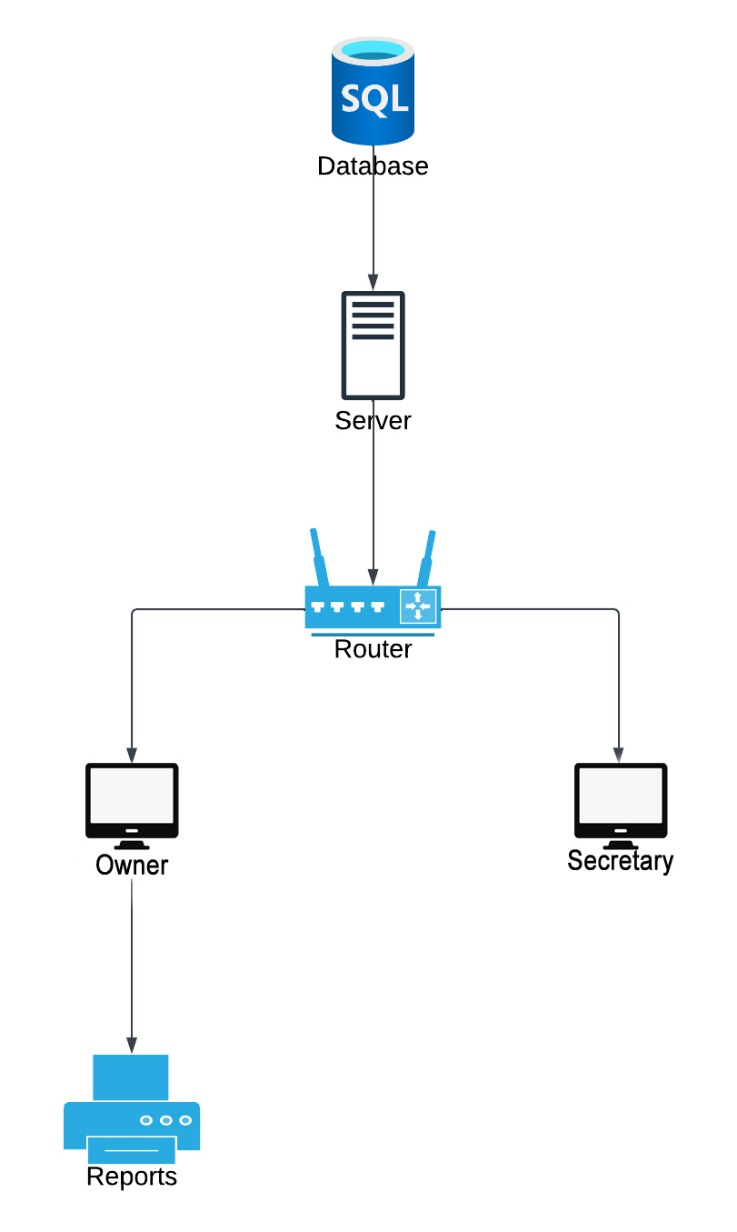 SQL
Database
Server
Router
Owner
Secretary
Reports